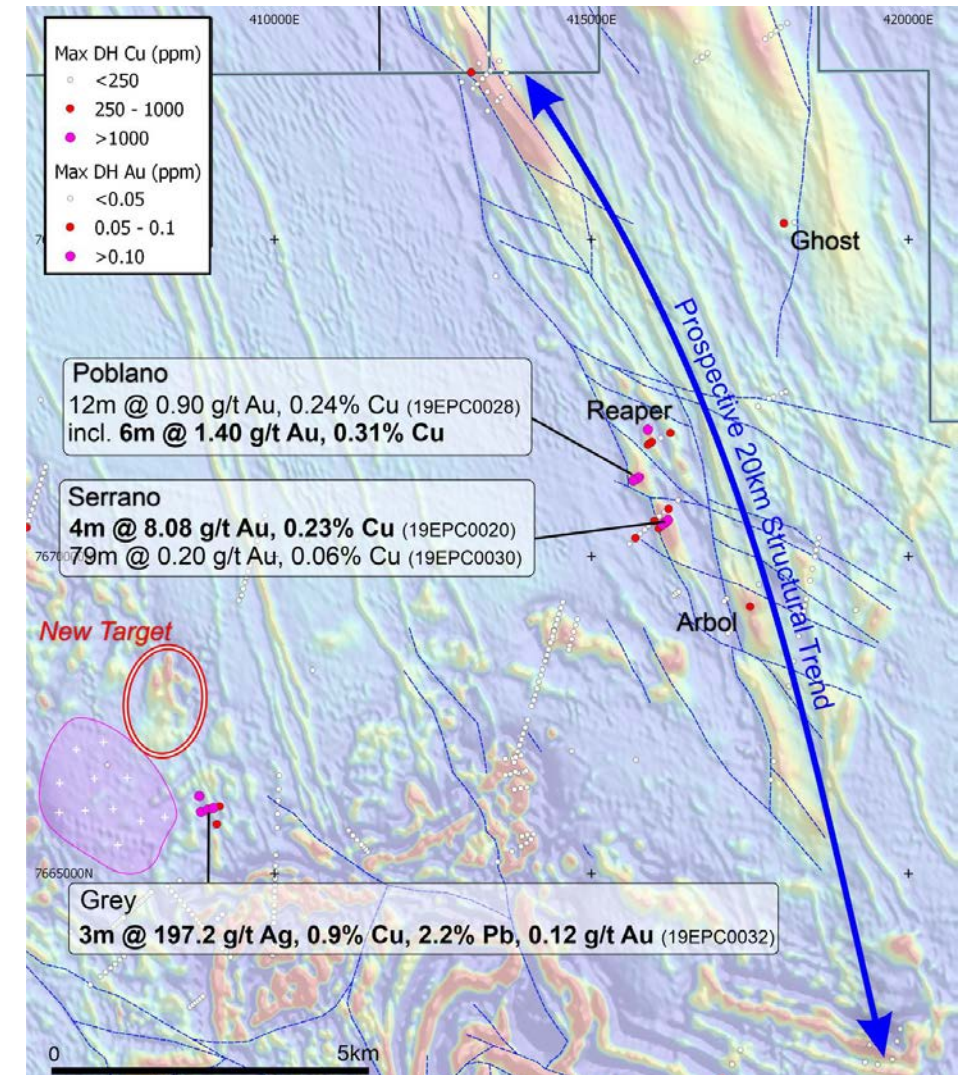 410000E
415000E
420000E
Max DH Cu (ppm)
<250
250 - 1000
>1000
Max DH Au (ppm)
<0.05
0.05 - 0.1
>0.10
Ghost
Prospective 20km Structural Trend
Poblano
12m @ 0.90 g/t Au, 0.24% Cu (19EPC0028)
incl. 6m @ 1.40 g/t Au, 0.31% Cu
Reaper
Serrano
4m @ 8.08 g/t Au, 0.23% Cu (19EPC0020)
79m @ 0.20 g/t Au, 0.06% Cu (19EPC0030)
Arbol
New Target
7665000N
Grey
3m @ 197.2 g/t Ag, 0.9% Cu, 2.2% Pb, 0.12 g/t Au (19EPC0032)
0
5km